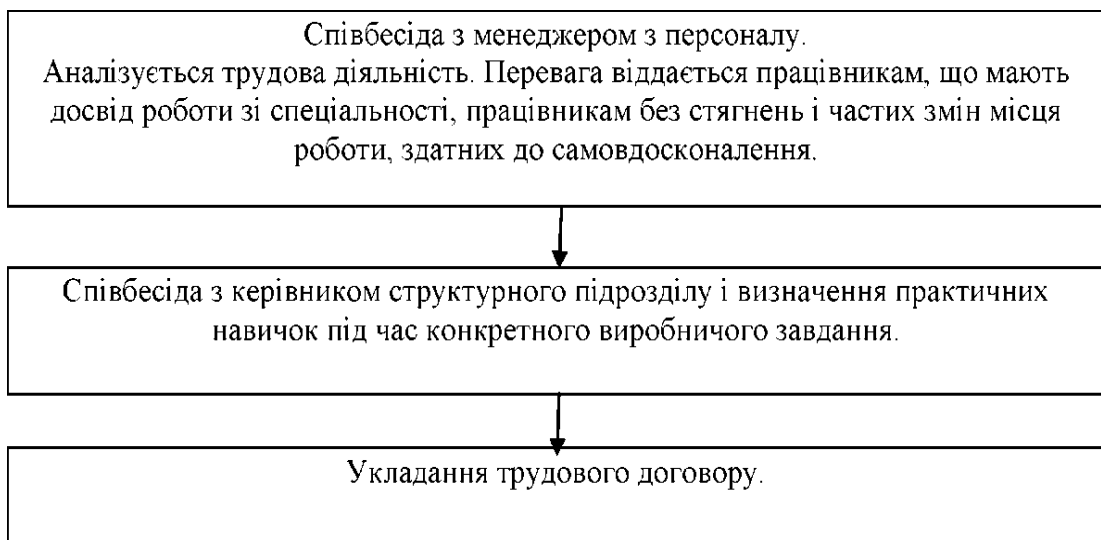 Співбесіда з менеджером з персоналу.
Аналізується трудова діяльність. Перевага віддається працівникам, що мають
досвід роботи зі спеціальності, працівникам без стягнень і частих змін місця
роботи, здатних до самовдосконалення.
Співбесіда з керівником структурного підрозділу і визначення практичних
навичок під час конкретного виробничого завдання.
Укладання трудового договору.